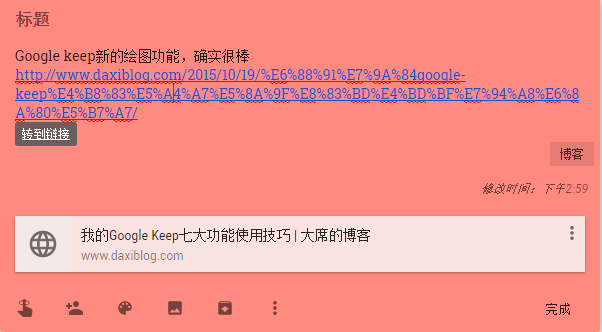 标题
Google keep新的绘图功能，确实很棒
http://www.daxiblog.com/2015/10/19/%E6%88%91%E7%9A%84google-
keep%E4%B8%83%E5%A4%A7%E5%8A%9F%E8%83%BD%E4%BD%BF%E7%94%A8%E6%8
A%80%E5%B7%A7/
转到链接
博客
修改时间：下午2:59
我的Google Keep七大功能使用技巧 | 大席的博客
www.daxiblog.com
完成